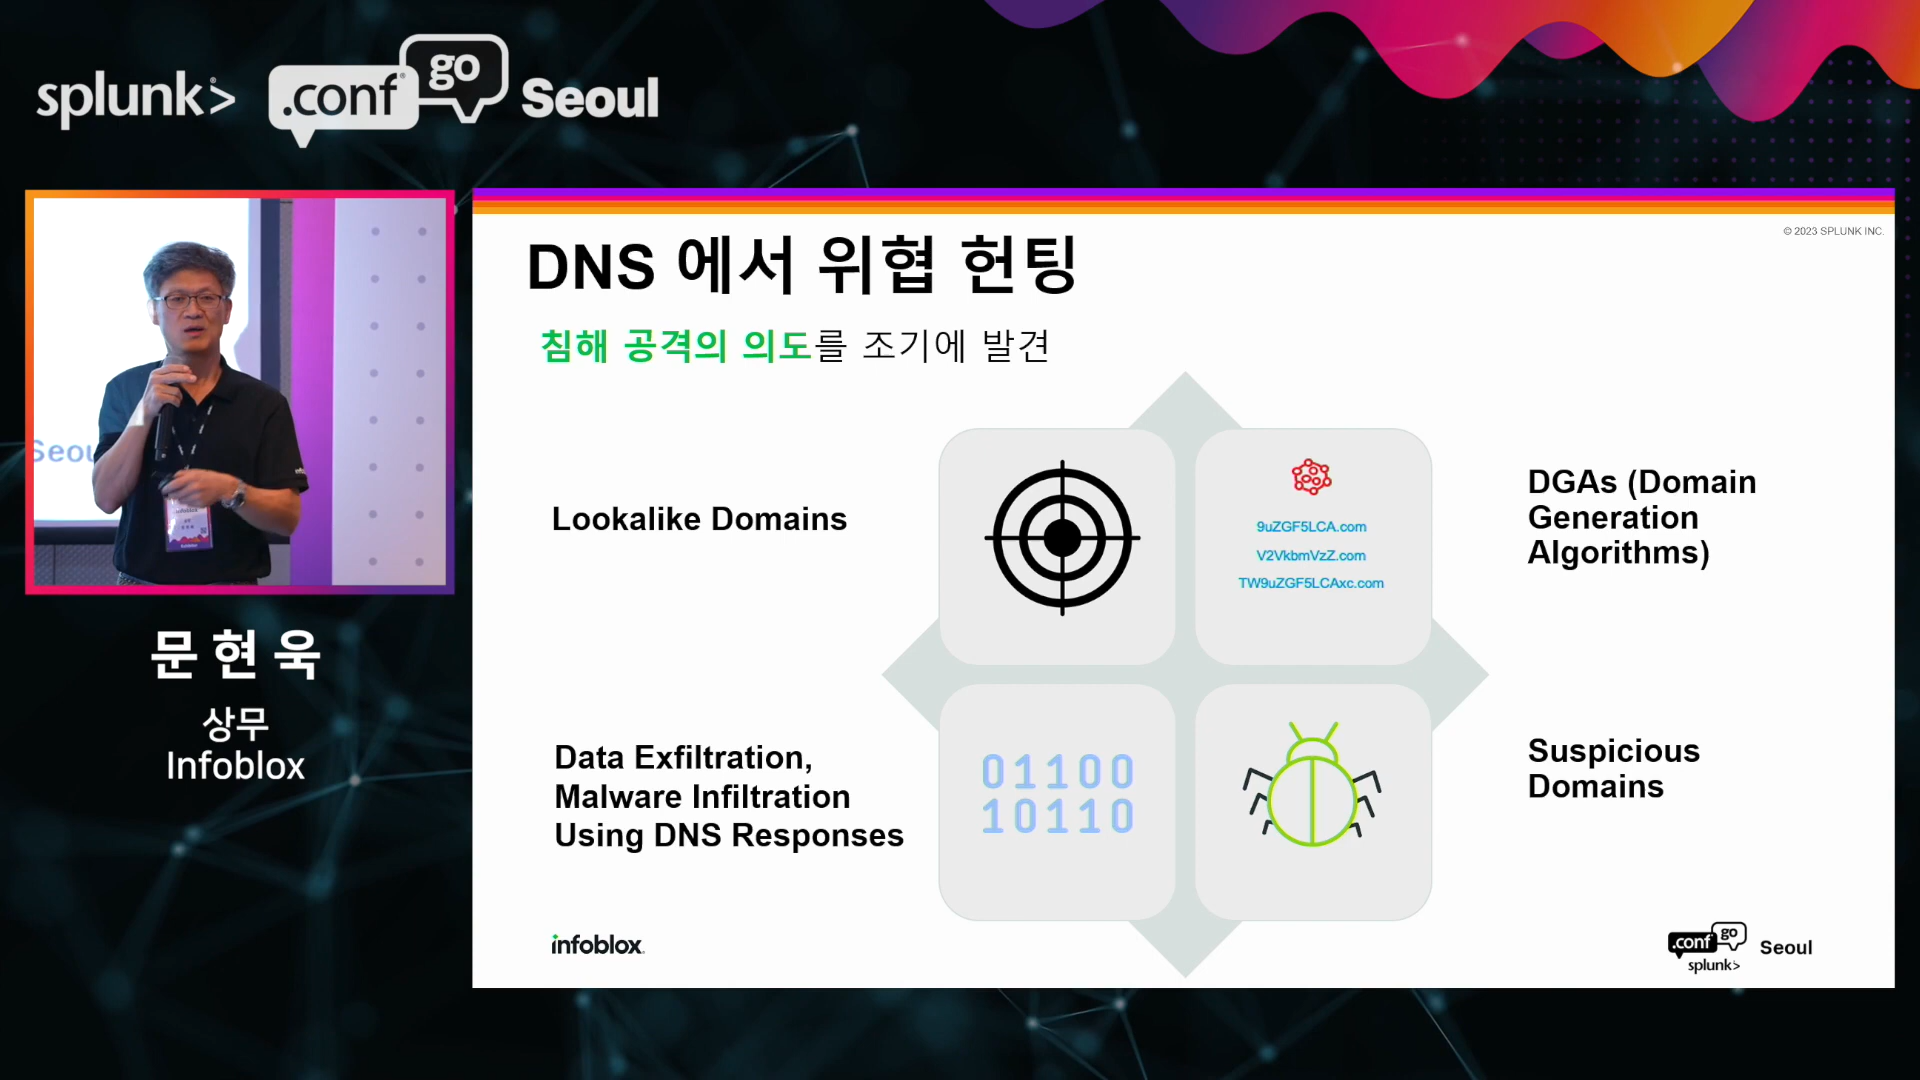 splunk> .conf go Seoul
© 2023 SPLUNK INC.
DNS 에서 위협 헌팅
침해 공격의 의도를 조기에 발견
Lookalike Domains
9uZGF5LCA.com
V2VkbmVzZ.com
TW9uZGF5LCAxc.com
DGAs (Domain
Generation
Algorithms)
Data Exfiltration,
Malware Infiltration
Using DNS Responses
01100
10110
Suspicious
Domains
infoblox.
.conf go
splunk>
Seoul
Seou
infoblox
문현욱
상무
Infoblox